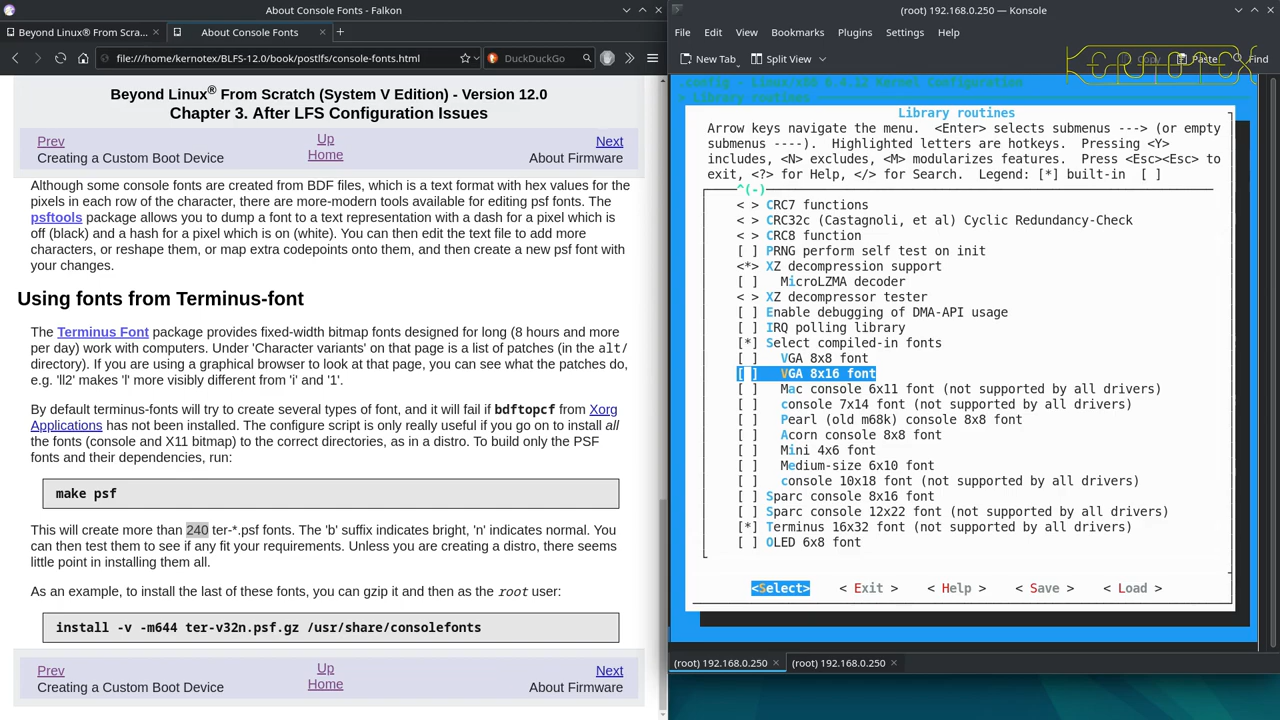 About Console Fonts - Falkon
Beyond Linux® From Scra...
About Console Fonts
file:///home/kernotex/BLFS-12.0/book/postlfs/console-fonts.html
DuckDuckGo
Beyond Linux® From Scratch (System V Edition) - Version 12.0
Chapter 3. After LFS Configuration Issues
Prev
Up
Next
Creating a Custom Boot Device
Home
About Firmware
Although some console fonts are created from BDF files, which is a text format with hex values for the
pixels in each row of the character, there are more-modern tools available for editing psf fonts. The
psftools package allows you to dump a font to a text representation with a dash for a pixel which is
off (black) and a hash for a pixel which is on (white). You can then edit the text file to add more
characters, or reshape them, or map extra codepoints onto them, and then create a new psf font with
your changes.
Using fonts from Terminus-font
The Terminus Font package provides fixed-width bitmap fonts designed for long (8 hours and more
per day) work with computers. Under 'Character variants' on that page is a list of patches (in the alt/
directory). If you are using a graphical browser to look at that page, you can see what the patches do,
e.g. 'll2' makes 'l' more visibly different from 'i' and '1'.
By default terminus-fonts will try to create several types of font, and it will fail if bdftopcf from Xorg
Applications has not been installed. The configure script is only really useful if you go on to install all
the fonts (console and X11 bitmap) to the correct directories, as in a distro. To build only the PSF
fonts and their dependencies, run:
make psf
This will create more than 240 ter-*.psf fonts. The 'b' suffix indicates bright, 'n' indicates normal. You
can then test them to see if any fit your requirements. Unless you are creating a distro, there seems
little point in installing them all.
As an example, to install the last of these fonts, you can gzip it and then as the root user:
install -v -m644 ter-v32n.psf.gz /usr/share/consolefonts
Prev
Up
Next
Creating a Custom Boot Device
Home
About Firmware
(root) 192.168.0.250 — Konsole
File Edit View Bookmarks Plugins Settings Help
New Tab Split View Copy Paste Find
KERNOTEX
.config - Linux/x86 6.4.12 Kernel Configuration
> Library routines
Library routines
Arrow keys navigate the menu. <Enter> selects submenus ---> (or empty
submenus ----). Highlighted letters are hotkeys. Pressing <Y>
includes, <N> excludes, <M> modularizes features. Press <Esc><Esc> to
exit, <?> for Help, </> for Search. Legend: [*] built-in [ ]
^(-)
< > CRC7 functions
< > CRC32c (Castagnoli, et al) Cyclic Redundancy-Check
< > CRC8 function
[ ] PRNG perform self test on init
<*> XZ decompression support
[ ] MicroLZMA decoder
< > XZ decompressor tester
[ ] Enable debugging of DMA-API usage
[ ] IRQ polling library
[*] Select compiled-in fonts
[ ] VGA 8x8 font
[ ] VGA 8x16 font
[ ] Mac console 6x11 font (not supported by all drivers)
[ ] console 7x14 font (not supported by all drivers)
[ ] Pearl (old m68k) console 8x8 font
[ ] Acorn console 8x8 font
[ ] Mini 4x6 font
[ ] Medium-size 6x10 font
[ ] console 10x18 font (not supported by all drivers)
[ ] Sparc console 8x16 font
[ ] Sparc console 12x22 font (not supported by all drivers)
[*] Terminus 16x32 font (not supported by all drivers)
[ ] OLED 6x8 font
<Select> < Exit > < Help > < Save > < Load >
(root) 192.168.0.250 (root) 192.168.0.250